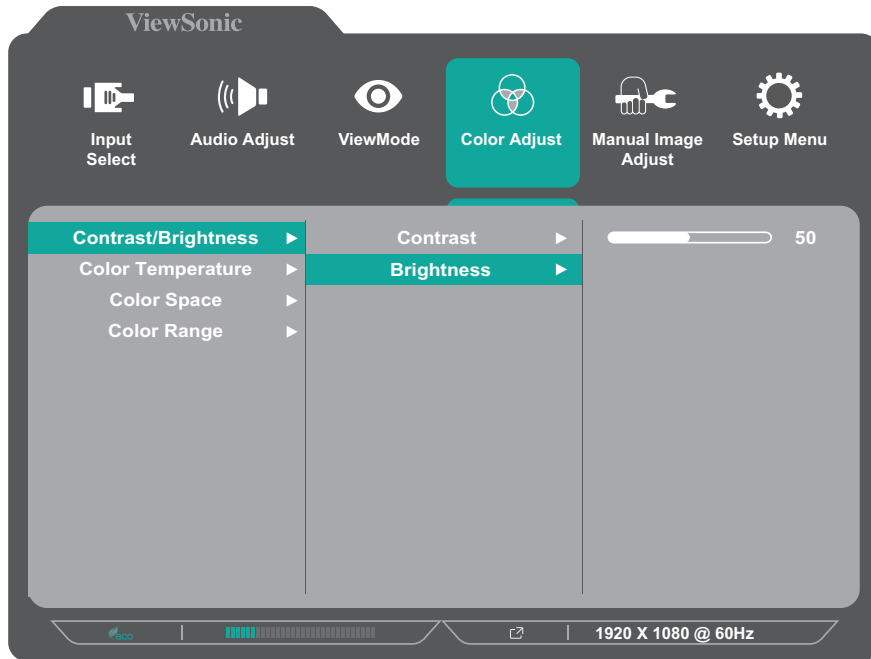 ViewSonic
Input Select
Audio Adjust
ViewMode
Color Adjust
Manual Image Adjust
Setup Menu
Contrast/Brightness
Contrast
50
Color Temperature
Brightness
Color Space
Color Range
eco
1920 X 1080 @ 60Hz